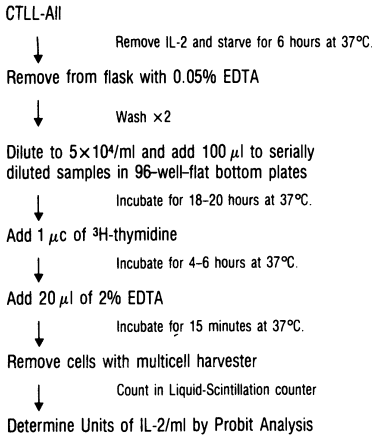 CTLL-All
Remove IL-2 and starve for 6 hours at 37°C.
Remove from flask with 0.05% EDTA
Wash ×2
Dilute to 5×10⁴/ml and add 100 μl to serially
diluted samples in 96-well-flat bottom plates
Incubate for 18-20 hours at 37°C.
Add 1 μc of ³H-thymidine
Incubate for 4-6 hours at 37°C.
Add 20 μl of 2% EDTA
Incubate for 15 minutes at 37°C.
Remove cells with multicell harvester
Count in Liquid-Scintillation counter
Determine Units of IL-2/ml by Probit Analysis